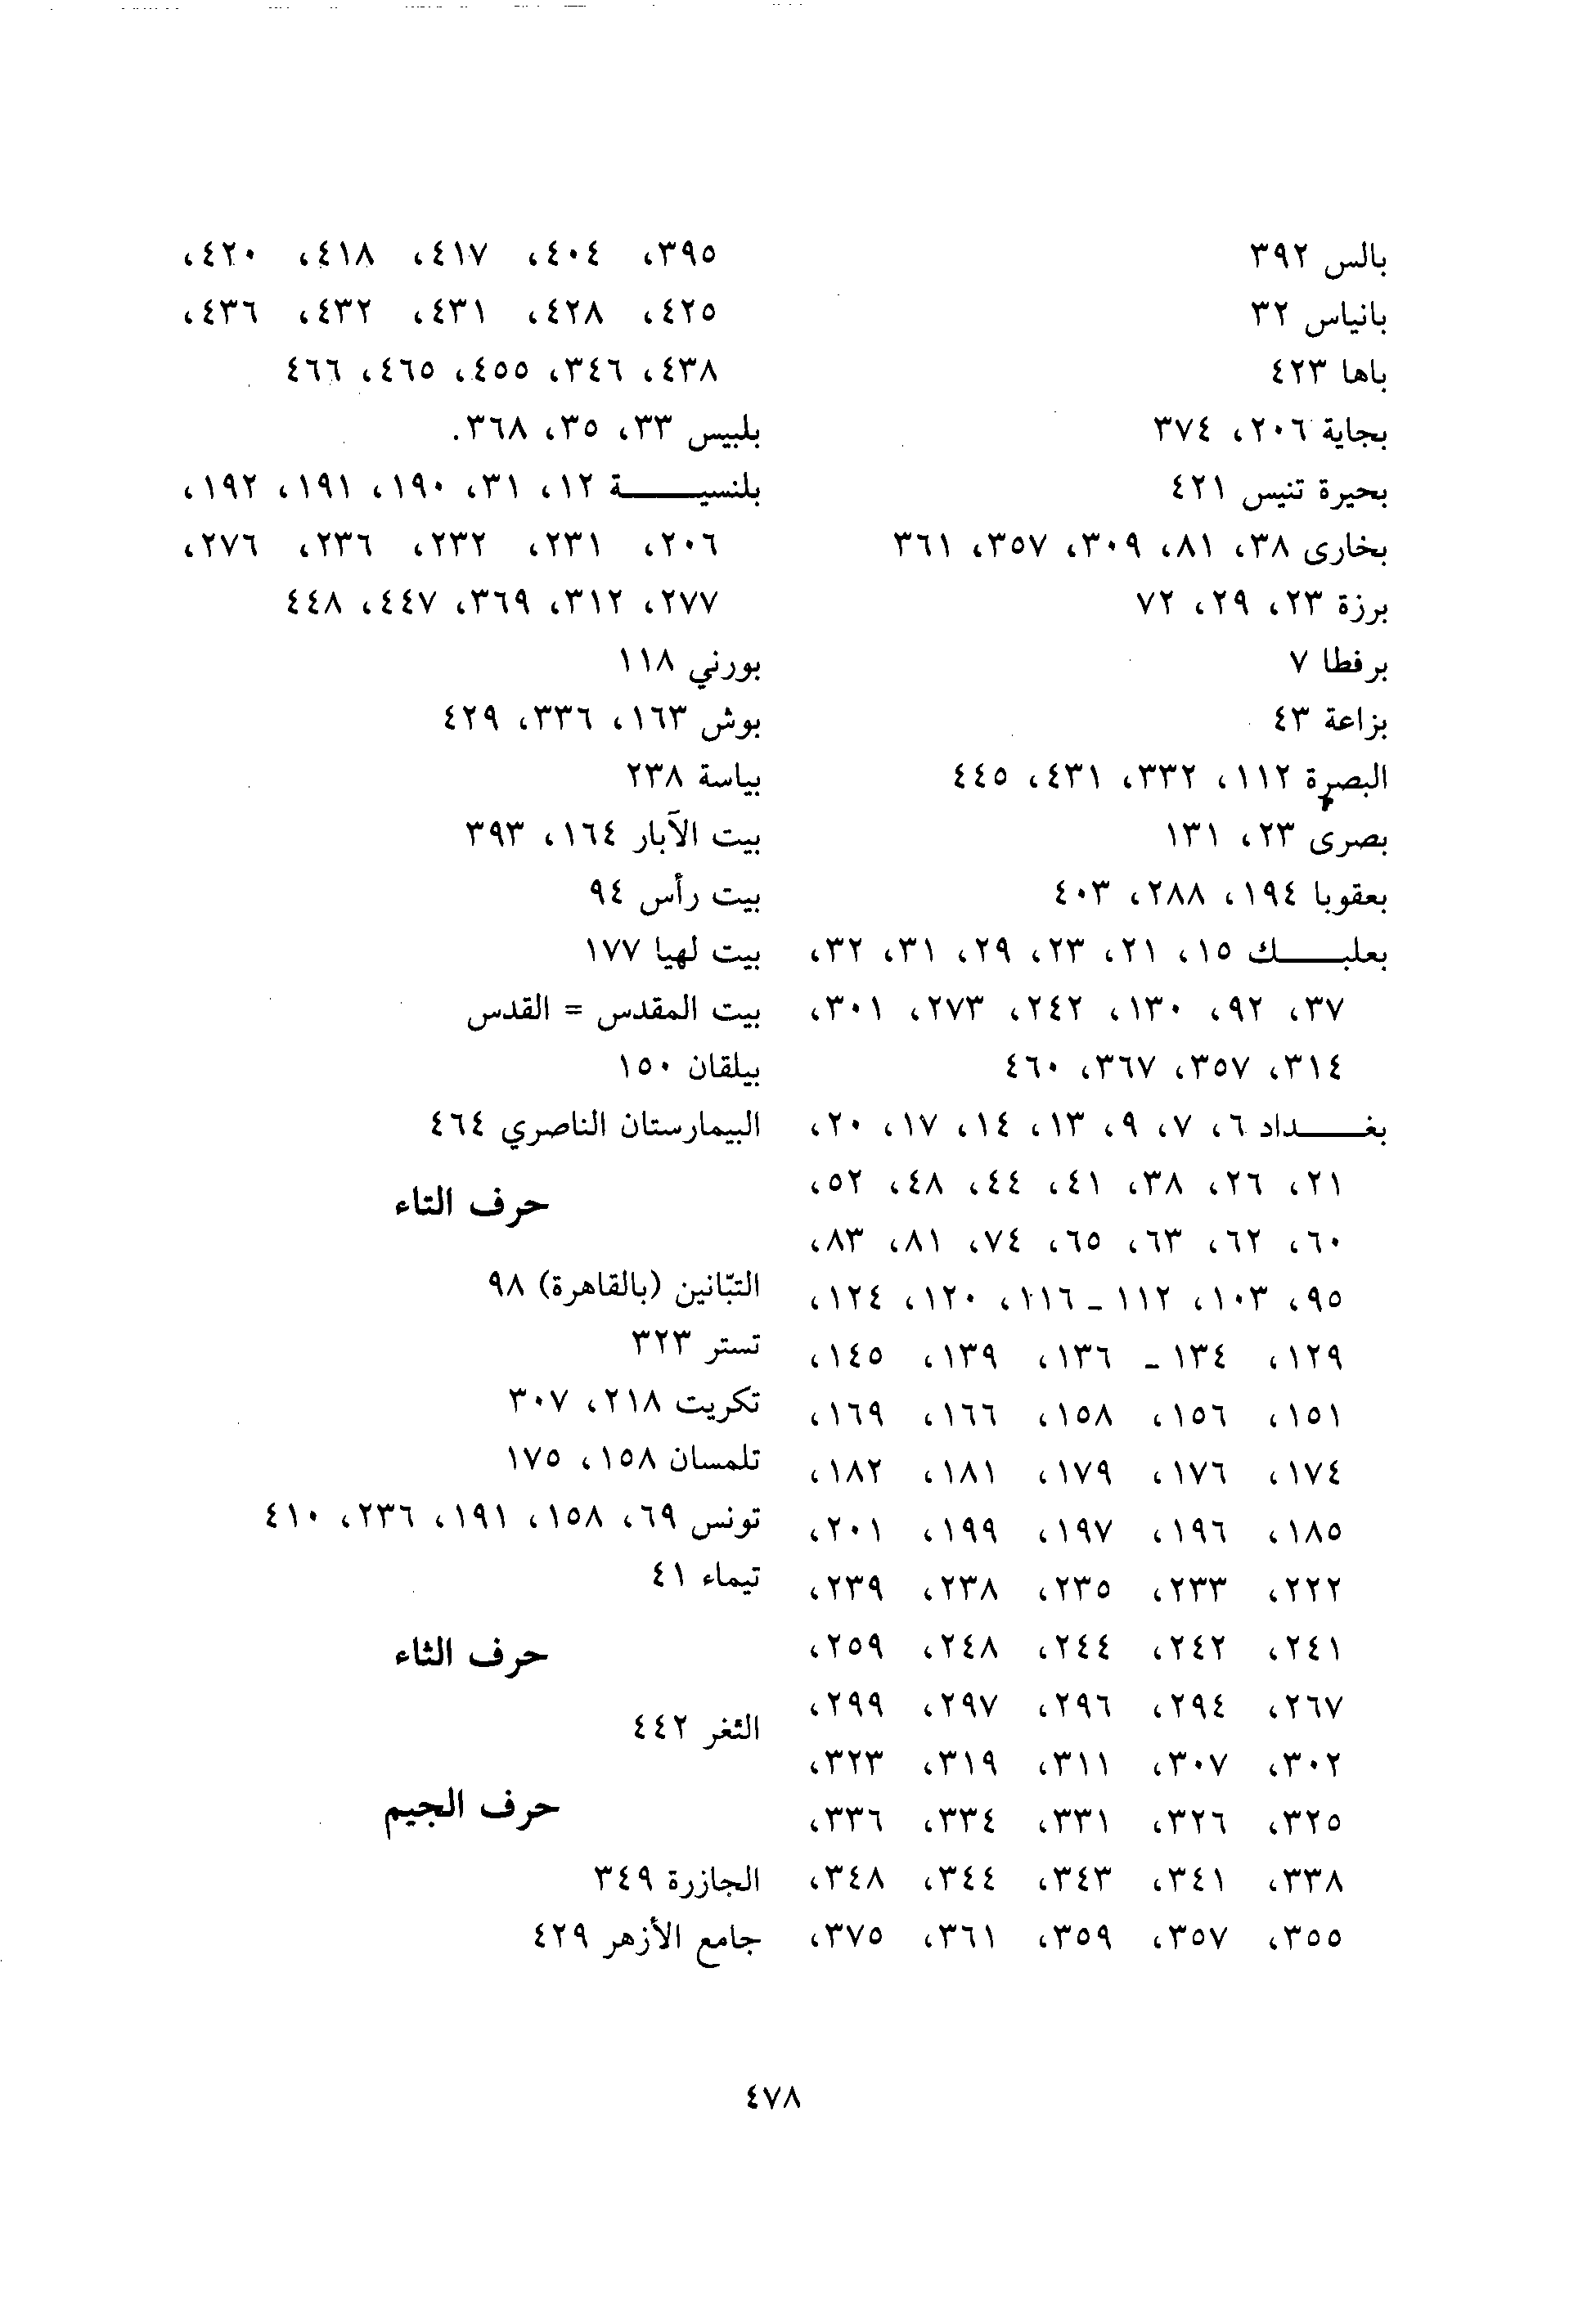 بالس ٣٩٢
بانياس ٣٢
باها ٤٢٣
بجاية ٢٠٦، ٣٧٤
بحيرة تنيس ٤٢١
بخارى ٣٨، ٨١، ٣٠٩، ٣٥٧، ٣٦١
برزة ٢٣، ٢٩، ٧٢
برفطا ٧
بزاعة ٤٣
البصرة ١١٢، ٣٣٢، ٤٣١، ٤٤٥
بصرى ٢٣، ١٣١
بعقوبا ١٩٤، ٢٨٨، ٤٠٣
بعلبـــك ١٥، ٢١، ٢٣، ٢٩، ٣١، ٣٢،
٣٧، ٩٢، ١٣٠، ٢٤٢، ٢٧٣، ٣٠١،
٣١٤، ٣٥٧، ٣٦٧، ٤٦٠
بغـــداد ٦، ٧، ٩، ١٣، ١٤، ١٧، ٢٠،
٢١، ٢٦، ٣٨، ٤١، ٤٤، ٤٨، ٥٢،
٦٠، ٦٢، ٦٣، ٦٥، ٧٤، ٨١، ٨٣،
٩٥، ١٠٣، ١١٢ ـ ١١٦، ١٢٠، ١٢٤،
١٢٩، ١٣٤ ـ ١٣٦، ١٣٩، ١٤٥،
١٥١، ١٥٦، ١٥٨، ١٦٦، ١٦٩،
١٧٤، ١٧٦، ١٧٩، ١٨١، ١٨٢،
١٨٥، ١٩٦، ١٩٧، ١٩٩، ٢٠١،
٢٢٢، ٢٣٣، ٢٣٥، ٢٣٨، ٢٣٩،
٢٤١، ٢٤٢، ٢٤٤، ٢٤٨، ٢٥٩،
٢٦٧، ٢٩٤، ٢٩٦، ٢٩٧، ٢٩٩،
٣٠٢، ٣٠٧، ٣١١، ٣١٩، ٣٢٣،
٣٢٥، ٣٢٦، ٣٣١، ٣٣٤، ٣٣٦،
٣٣٨، ٣٤١، ٣٤٣، ٣٤٤، ٣٤٨،
٣٥٥، ٣٥٧، ٣٥٩، ٣٦١، ٣٧٥،
٣٩٥، ٤٠٤، ٤١٧، ٤١٨، ٤٢٠،
٤٢٥، ٤٢٨، ٤٣١، ٤٣٢، ٤٣٦،
٤٣٨، ٣٤٦، ٤٥٥، ٤٦٥، ٤٦٦
بلبيس ٣٣، ٣٥، ٣٦٨.
بلنسيـــة ١٢، ٣١، ١٩٠، ١٩١، ١٩٢،
٢٠٦، ٢٣١، ٢٣٢، ٢٣٦، ٢٧٦،
٢٧٧، ٣١٢، ٣٦٩، ٤٤٧، ٤٤٨
بورني ١١٨
بوش ١٦٣، ٣٣٦، ٤٢٩
بياسة ٢٣٨
بيت الآبار ١٦٤، ٣٩٣
بيت رأس ٩٤
بيت لهيا ١٧٧
بيت المقدس = القدس
بيلقان ١٥٠
البيمارستان الناصري ٤٦٤
حرف التاء
التبّانين (بالقاهرة) ٩٨
تستر ٣٢٣
تكريت ٢١٨، ٣٠٧
تلمسان ١٥٨، ١٧٥
تونس ٦٩، ١٥٨، ١٩١، ٢٣٦، ٤١٠
تيماء ٤١
حرف الثاء
الثغر ٤٤٢
حرف الجيم
الجازرة ٣٤٩
جامع الأزهر ٤٢٩
٤٧٨